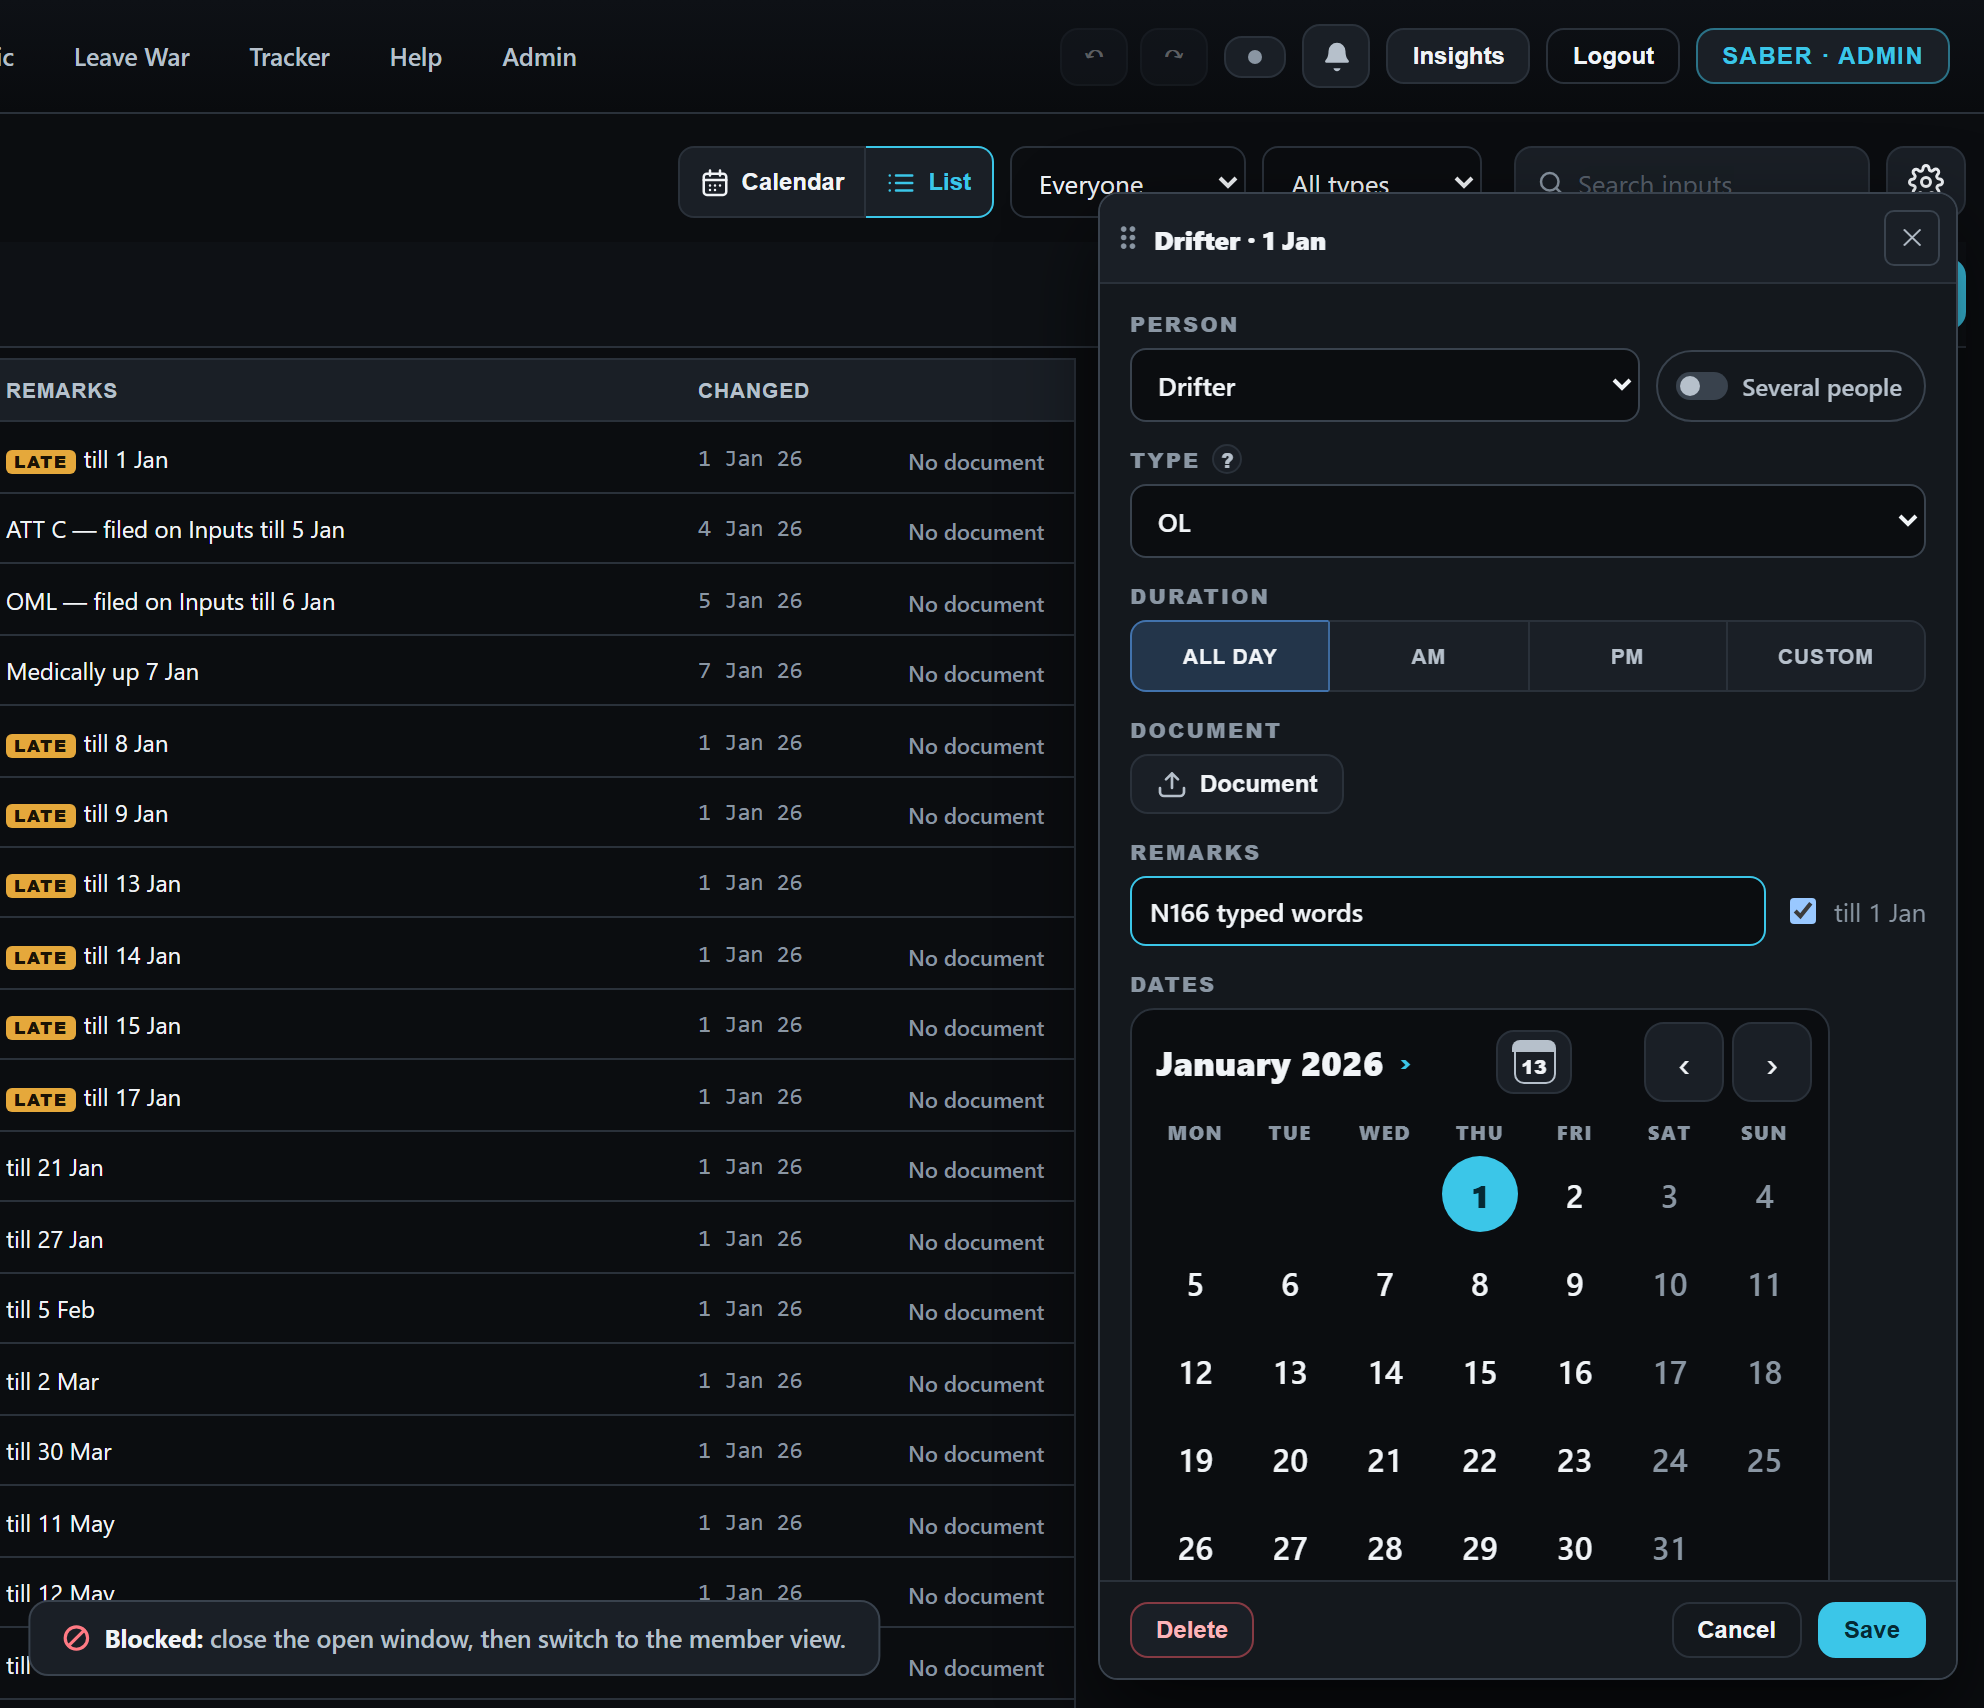 ic Leave War Tracker Help Admin Insights Logout SABER · ADMIN
Calendar List Everyone All types Search inputs
Drifter · 1 Jan
PERSON
Drifter Several people
TYPE ?
OL
DURATION
ALL DAY AM PM CUSTOM
DOCUMENT
Document
REMARKS
N166 typed words till 1 Jan
DATES
January 2026 › 13 ‹ ›
MON TUE WED THU FRI SAT SUN
1 2 3 4
5 6 7 8 9 10 11
12 13 14 15 16 17 18
19 20 21 22 23 24 25
26 27 28 29 30 31
Delete Cancel Save
REMARKS CHANGED
LATE till 1 Jan 1 Jan 26 No document
ATT C — filed on Inputs till 5 Jan 4 Jan 26 No document
OML — filed on Inputs till 6 Jan 5 Jan 26 No document
Medically up 7 Jan 7 Jan 26 No document
LATE till 8 Jan 1 Jan 26 No document
LATE till 9 Jan 1 Jan 26 No document
LATE till 13 Jan 1 Jan 26
LATE till 14 Jan 1 Jan 26 No document
LATE till 15 Jan 1 Jan 26 No document
LATE till 17 Jan 1 Jan 26 No document
till 21 Jan 1 Jan 26 No document
till 27 Jan 1 Jan 26 No document
till 5 Feb 1 Jan 26 No document
till 2 Mar 1 Jan 26 No document
till 30 Mar 1 Jan 26 No document
till 11 May 1 Jan 26 No document
till 12 May 1 Jan 26 No document
till No document
Blocked: close the open window, then switch to the member view.